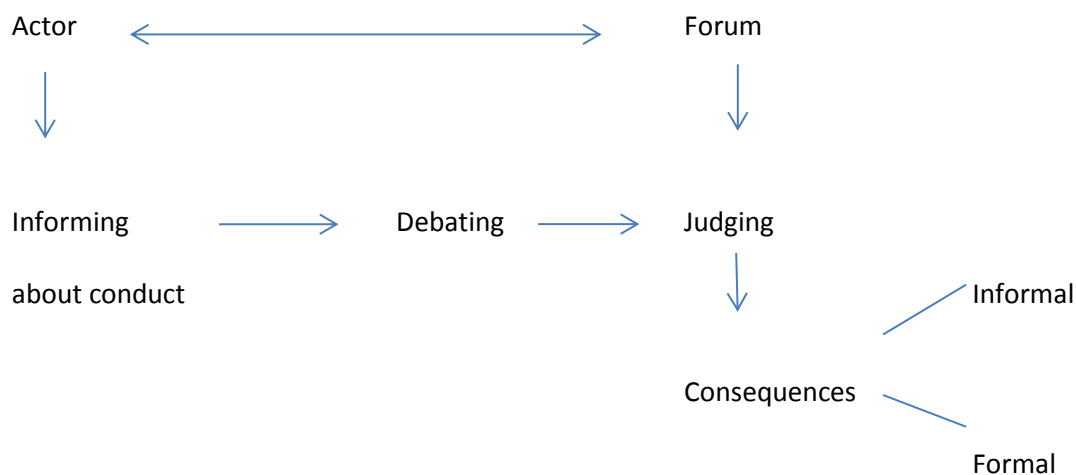 Actor Forum
Informing Debating Judging
about conduct Informal
Consequences
Formal